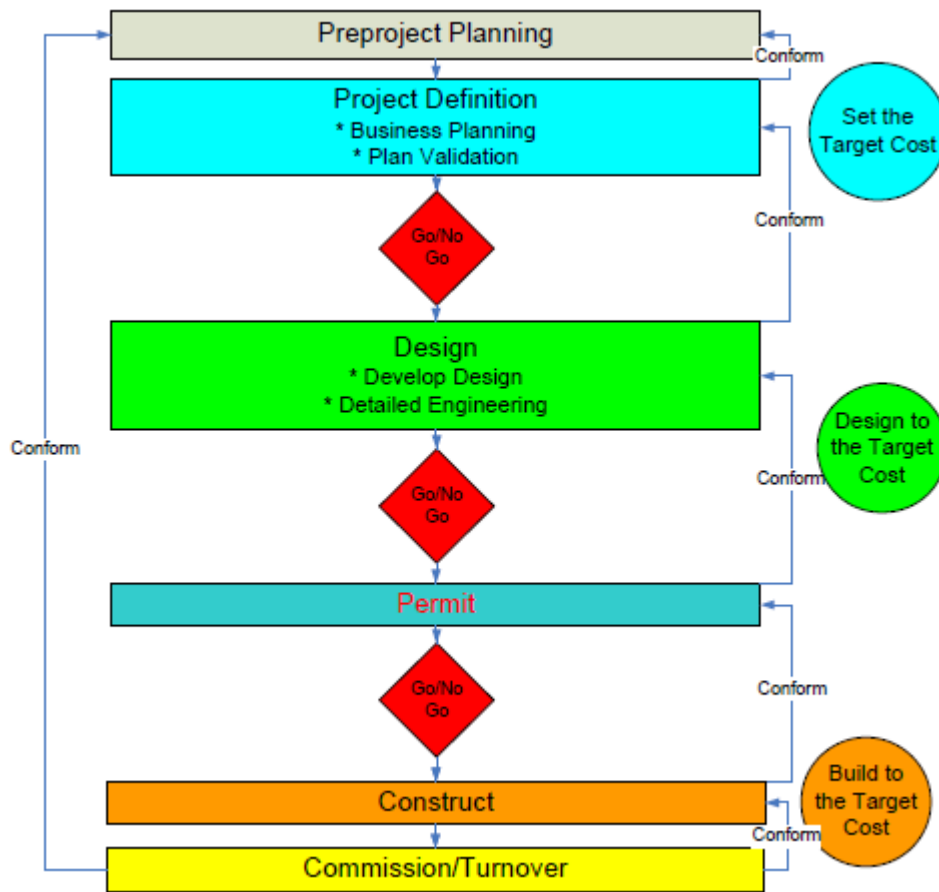 Preproject Planning
Conform
Project Definition
* Business Planning
* Plan Validation
Set the
Target Cost
Go/No
Go
Conform
Design
* Develop Design
* Detailed Engineering
Conform
Design to
the Target
Cost
Go/No
Go
Conform
Permit
Go/No
Go
Conform
Construct
Build to
the Target
Cost
Conform
Commission/Turnover